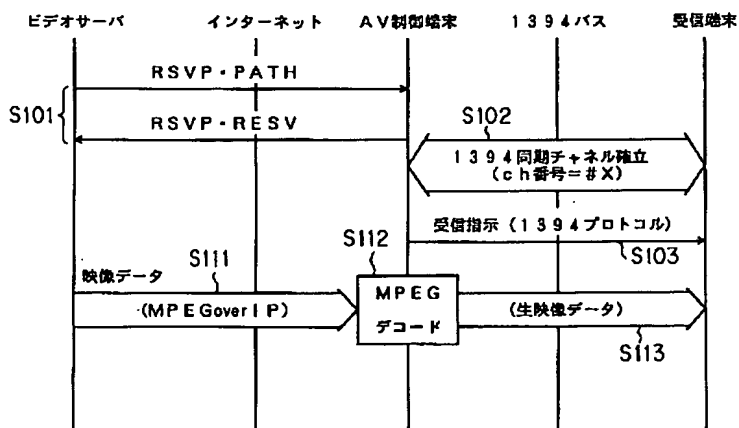 ビデオサーバ インターネット AV制御端末 1394バス 受信端末
RSVP・PATH
S101
RSVP・RESV
S102
1394同期チャネル確立
(ch番号=#X)
受信指示(1394プロトコル)
S103
S112
S111
映像データ
(MPEGoverIP)
MPEG
デコード
(生映像データ)
S113